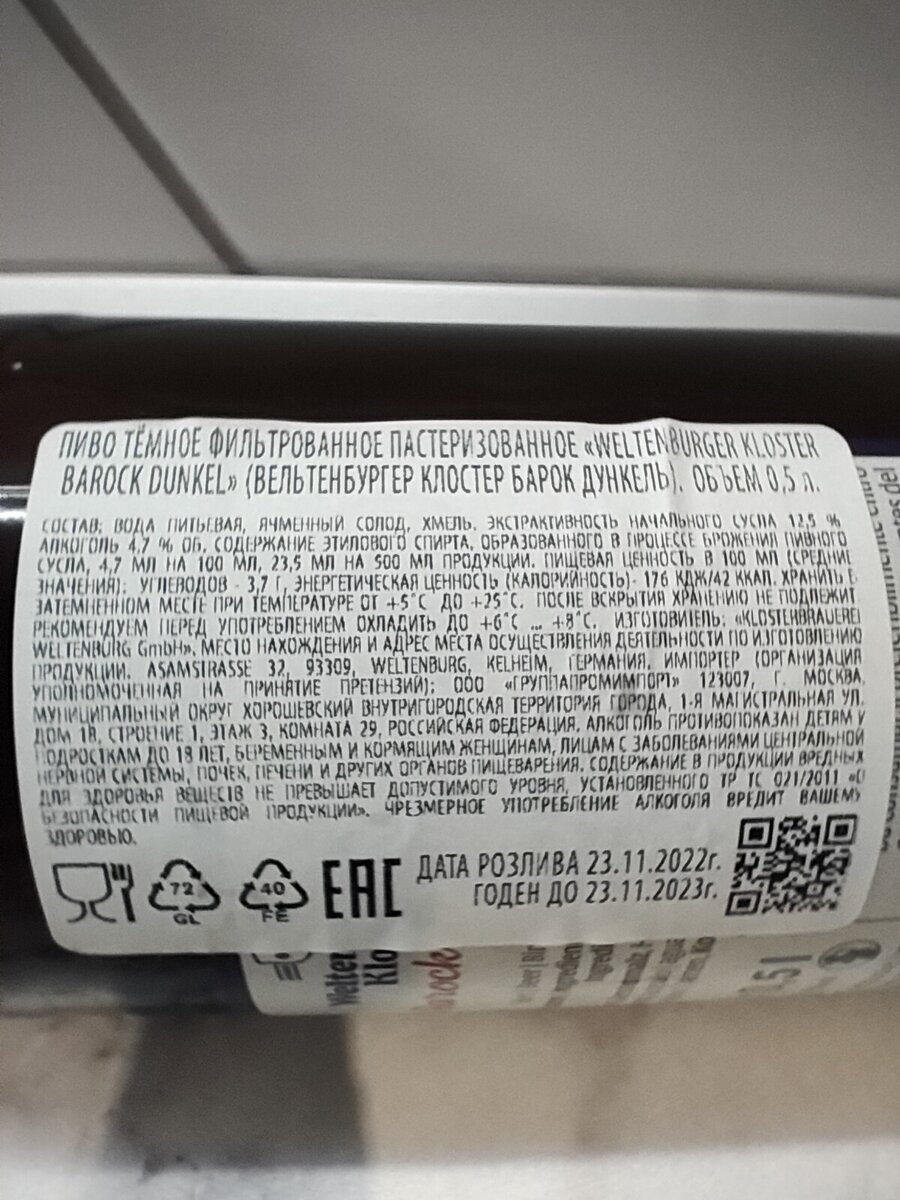 ПИВО ТЁМНОЕ ФИЛЬТРОВАННОЕ ПАСТЕРИЗОВАННОЕ «WELTENBURGER KLOSTER
BAROCK DUNKEL» (ВЕЛЬТЕНБУРГЕР КЛОСТЕР БАРОК ДУНКЕЛЬ). ОБЪЕМ 0,5 л.
СОСТАВ: ВОДА ПИТЬЕВАЯ, ЯЧМЕННЫЙ СОЛОД, ХМЕЛЬ. ЭКСТРАКТИВНОСТЬ НАЧАЛЬНОГО СУСЛА 12,5 %
АЛКОГОЛЬ 4,7 % ОБ. СОДЕРЖАНИЕ ЭТИЛОВОГО СПИРТА, ОБРАЗОВАННОГО В ПРОЦЕССЕ БРОЖЕНИЯ ПИВНОГО
СУСЛА, 4,7 МЛ НА 100 МЛ, 23,5 МЛ НА 500 МЛ ПРОДУКЦИИ. ПИЩЕВАЯ ЦЕННОСТЬ В 100 МЛ (СРЕДНИЕ
ЗНАЧЕНИЯ): УГЛЕВОДОВ - 3,7 Г, ЭНЕРГЕТИЧЕСКАЯ ЦЕННОСТЬ (КАЛОРИЙНОСТЬ)- 176 КДЖ/42 ККАЛ. ХРАНИТЬ В
ЗАТЕМНЕННОМ МЕСТЕ ПРИ ТЕМПЕРАТУРЕ ОТ +5°С ДО +25°С. ПОСЛЕ ВСКРЫТИЯ ХРАНЕНИЮ НЕ ПОДЛЕЖИТ
РЕКОМЕНДУЕМ ПЕРЕД УПОТРЕБЛЕНИЕМ ОХЛАДИТЬ ДО +6°С ... +8°С. ИЗГОТОВИТЕЛЬ: «KLOSTERBRAUEREI
WELTENBURG GmbH», МЕСТО НАХОЖДЕНИЯ И АДРЕС МЕСТА ОСУЩЕСТВЛЕНИЯ ДЕЯТЕЛЬНОСТИ ПО ИЗГОТОВЛЕНИЮ
ПРОДУКЦИИ. ASAMSTRASSE 32, 93309, WELTENBURG, KELHEIM, ГЕРМАНИЯ. ИМПОРТЕР (ОРГАНИЗАЦИЯ
УПОЛНОМОЧЕННАЯ НА ПРИНЯТИЕ ПРЕТЕНЗИЙ): ООО «ГРУППАПРОМИМПОРТ» 123007, Г. МОСКВА,
МУНИЦИПАЛЬНЫЙ ОКРУГ ХОРОШЕВСКИЙ ВНУТРИГОРОДСКАЯ ТЕРРИТОРИЯ ГОРОДА, 1-Я МАГИСТРАЛЬНАЯ УЛ.
ДОМ 18, СТРОЕНИЕ 1, ЭТАЖ 3, КОМНАТА 29, РОССИЙСКАЯ ФЕДЕРАЦИЯ. АЛКОГОЛЬ ПРОТИВОПОКАЗАН ДЕТЯМ И
ПОДРОСТКАМ ДО 18 ЛЕТ, БЕРЕМЕННЫМ И КОРМЯЩИМ ЖЕНЩИНАМ, ЛИЦАМ С ЗАБОЛЕВАНИЯМИ ЦЕНТРАЛЬНОЙ
НЕРВНОЙ СИСТЕМЫ, ПОЧЕК, ПЕЧЕНИ И ДРУГИХ ОРГАНОВ ПИЩЕВАРЕНИЯ. СОДЕРЖАНИЕ В ПРОДУКЦИИ ВРЕДНЫХ
ДЛЯ ЗДОРОВЬЯ ВЕЩЕСТВ НЕ ПРЕВЫШАЕТ ДОПУСТИМОГО УРОВНЯ, УСТАНОВЛЕННОГО ТР ТС 021/2011 «О
БЕЗОПАСНОСТИ ПИЩЕВОЙ ПРОДУКЦИИ». ЧРЕЗМЕРНОЕ УПОТРЕБЛЕНИЕ АЛКОГОЛЯ ВРЕДИТ ВАШЕМУ
ЗДОРОВЬЮ.
72
GL
40
FE
EAC
ДАТА РОЗЛИВА 23.11.2022г.
ГОДЕН ДО 23.11.2023г.
Welten
Klo
rock